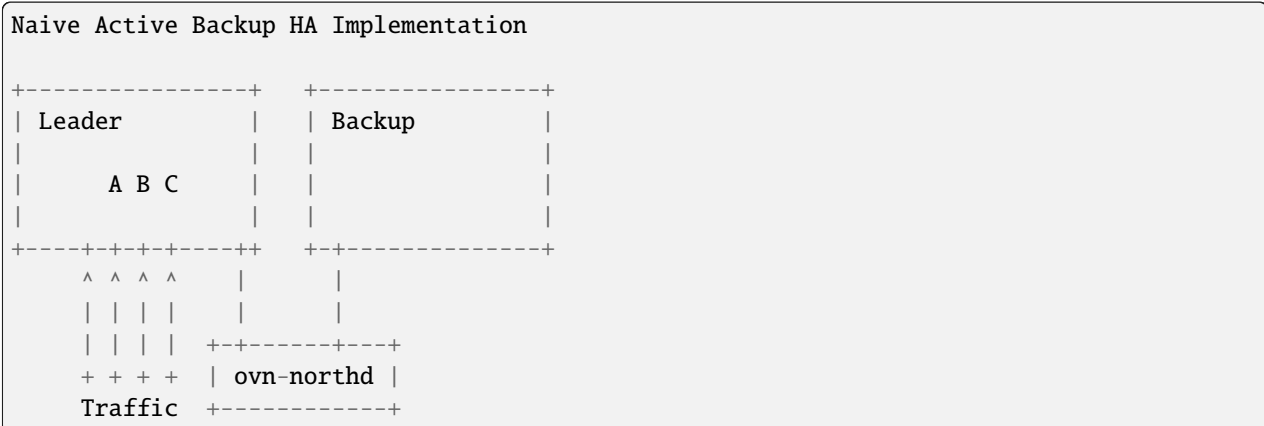 Naive Active Backup HA Implementation

+----------------+   +----------------+
| Leader         |   | Backup         |
|                |   |                |
|      A B C     |   |                |
|                |   |                |
+----+-+-+-+----++   +-+--------------+
     ^ ^ ^ ^    |      |
     | | | |    |      |
     | | | |  +-+------+---+
     + + + +  | ovn-northd |
     Traffic  +------------+